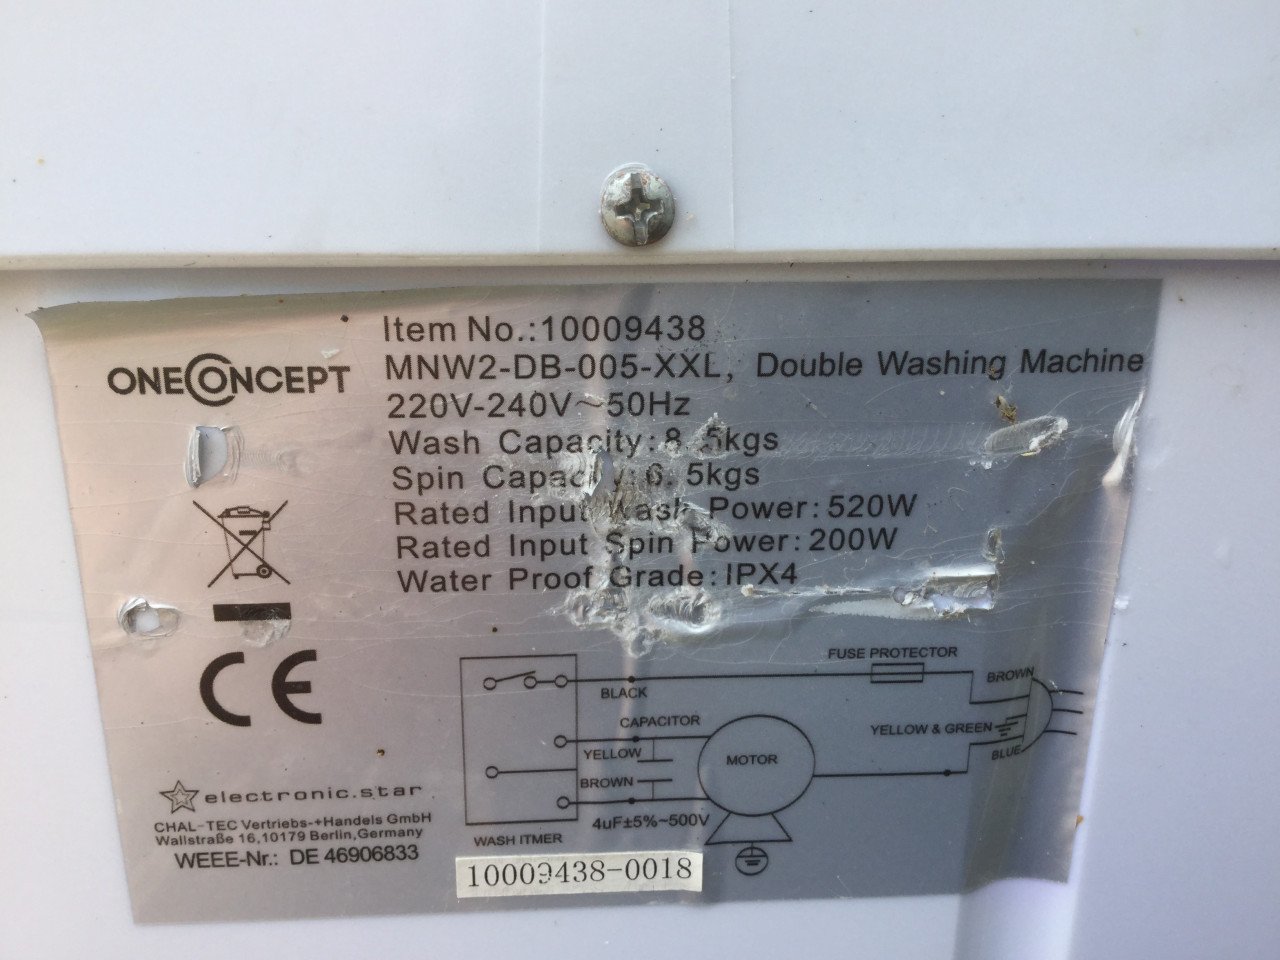 Item No.:10009438
ONECONCEPT
MNW2-DB-005-XXL, Double Washing Machine
220V-240V~50Hz
Wash Capacity:8.5kgs
Spin Capacity:6.5kgs
Rated Input Wash Power:520W
Rated Input Spin Power:200W
Water Proof Grade:IPX4
CE
FUSE PROTECTOR
BLACK
BROWN
CAPACITOR
YELLOW & GREEN
YELLOW
MOTOR
BLUE
BROWN
4uF±5%~500V
WASH ITMER
electronic.star
CHAL-TEC Vertriebs-+Handels GmbH
Wallstraße 16,10179 Berlin,Germany
WEEE-Nr.: DE 46906833
10009438-0018